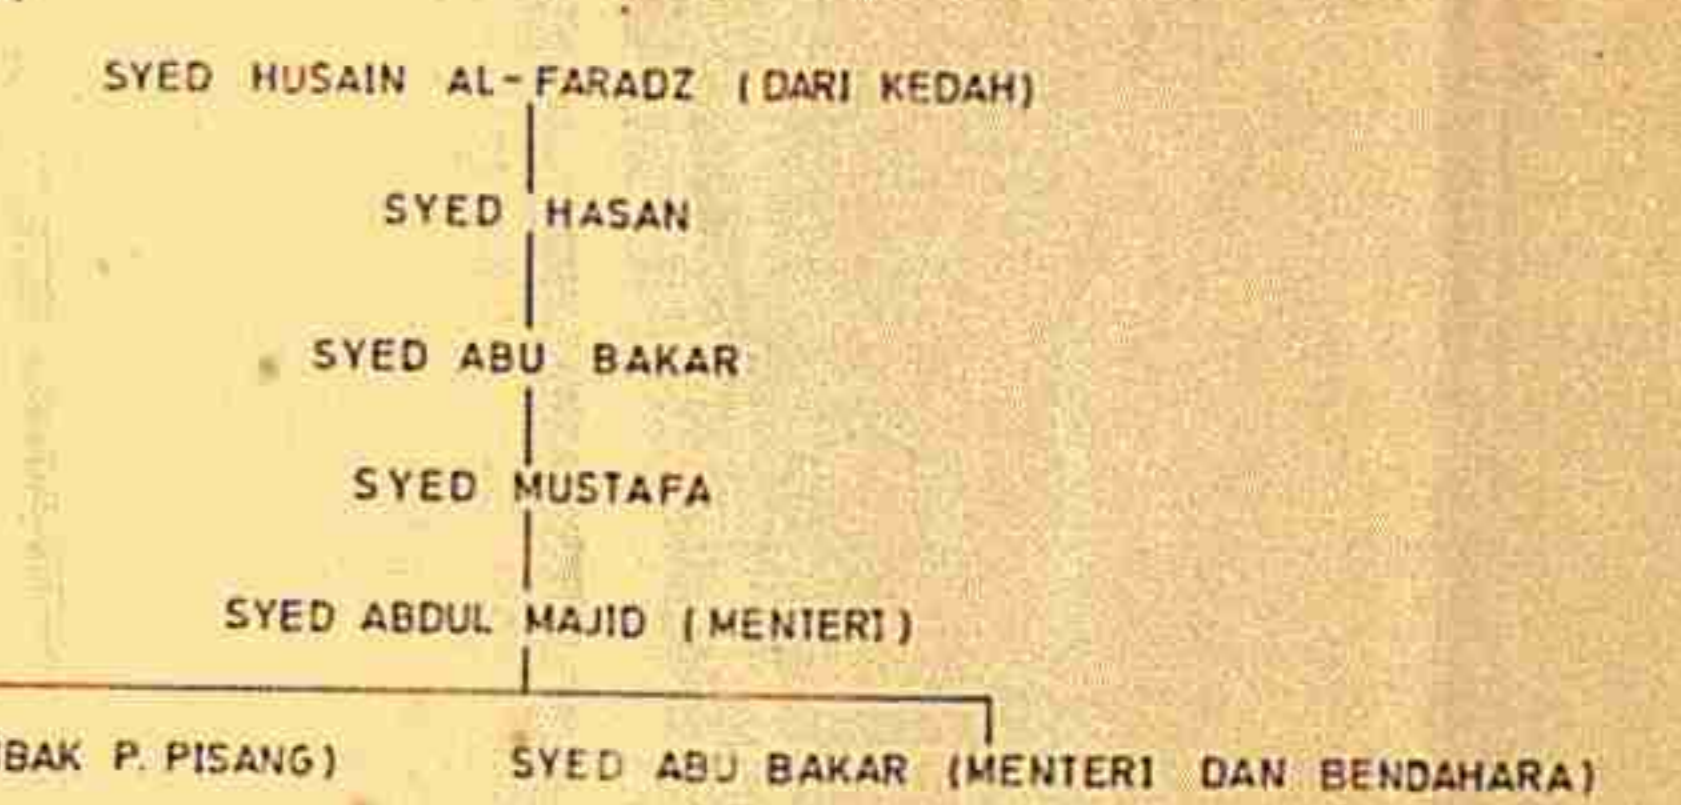 SYED HUSAIN AL-FARADZ (DARI KEDAH)
SYED HASAN
SYED ABU BAKAR
SYED MUSTAFA
SYED ABDUL MAJID (MENTERI)
BAK P. PISANG) SYED ABU BAKAR (MENTERI DAN BENDAHARA)